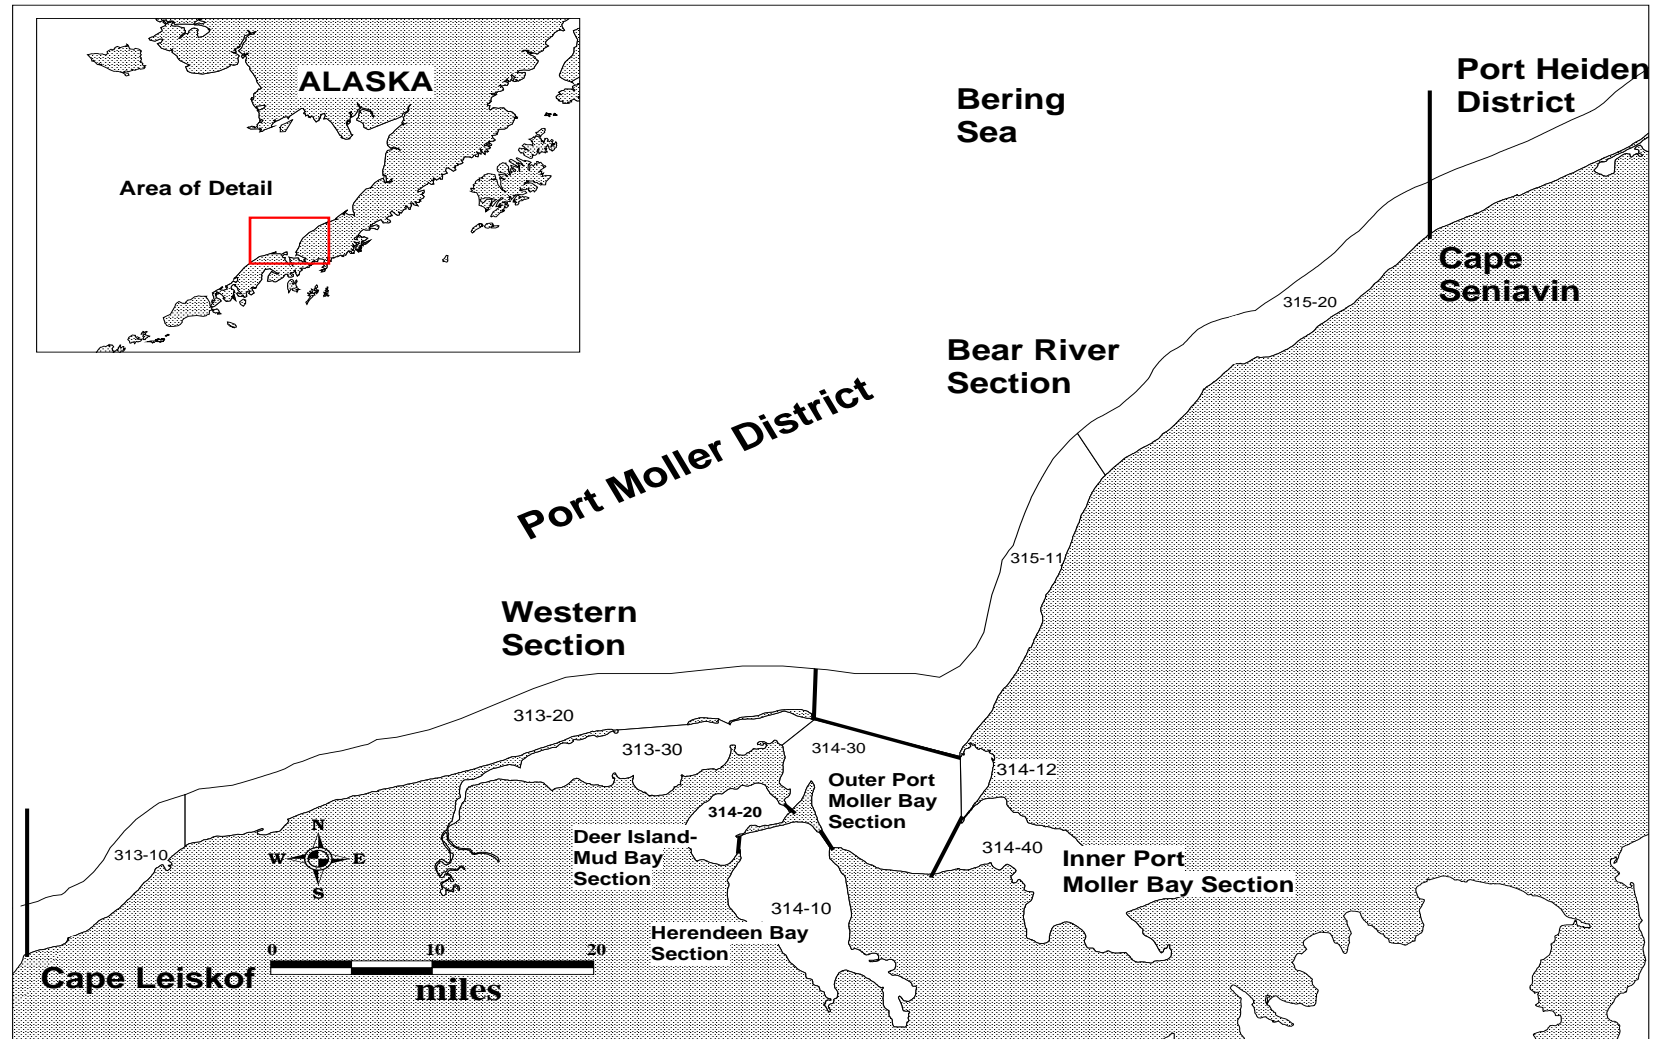 ALASKA
Area of Detail
Bering
Sea
Port Heiden
District
Cape
Seniavin
315-20
Bear River
Section
Port Moller District
315-11
Western
Section
313-20
313-30
314-30
314-12
Outer Port
Moller Bay
Section
314-20
Deer Island-
Mud Bay
Section
313-10
N
W
E
S
314-40
Inner Port
Moller Bay Section
314-10
Herendeen Bay
Section
0
10
20
miles
Cape Leiskof